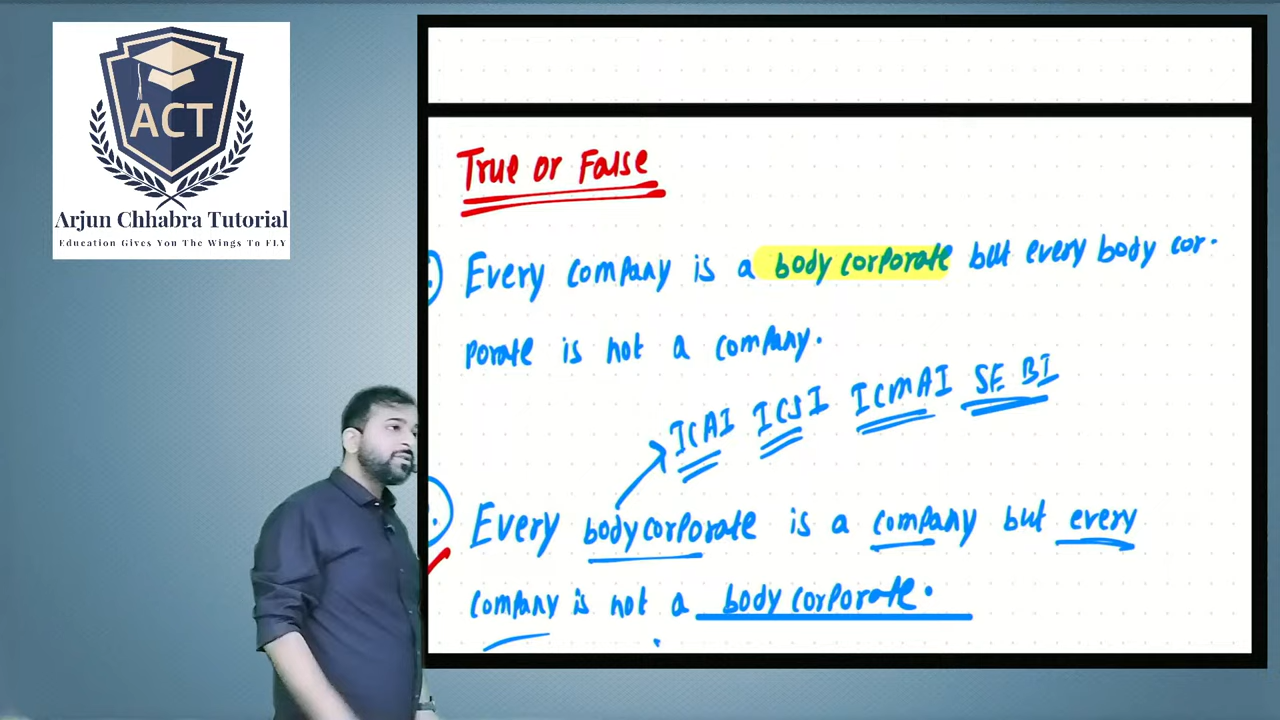 ACT
Arjun Chhabra Tutorial
Education Gives You The Wings To FLY
True or False
Every company is a body corporate but every body cor-
porate is not a company.
ICAI ICSI ICMAI SEBI
Every bodycorporate is a company but every
company is not a body corporate.